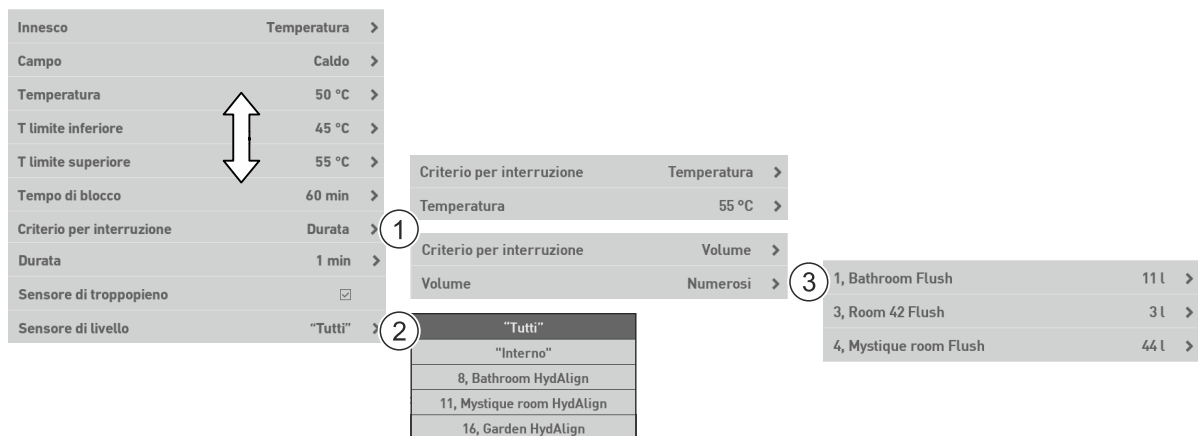 Innesco Temperatura >
Campo Caldo >
Temperatura 50 °C >
T limite inferiore 45 °C >
T limite superiore 55 °C >
Tempo di blocco 60 min >
Criterio per interruzione Durata >
Durata 1 min >
Sensore di troppopieno ☑
Sensore di livello “Tutti” >
1
Criterio per interruzione Temperatura >
Temperatura 55 °C >
Criterio per interruzione Volume >
Volume Numerosi >
2
“Tutti”
"Interno"
8, Bathroom HydAlign
11, Mystique room HydAlign
16, Garden HydAlign
3
1, Bathroom Flush 11 l >
3, Room 42 Flush 3 l >
4, Mystique room Flush 44 l >